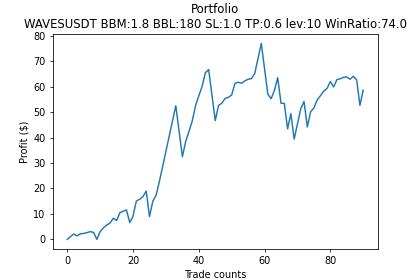 Portfolio
WAVESUSDT BBM:1.8 BBL:180 SL:1.0 TP:0.6 lev:10 WinRatio:74.0
80
70
60
50
40
30
20
10
0
Profit ($)
0 20 40 60 80
Trade counts